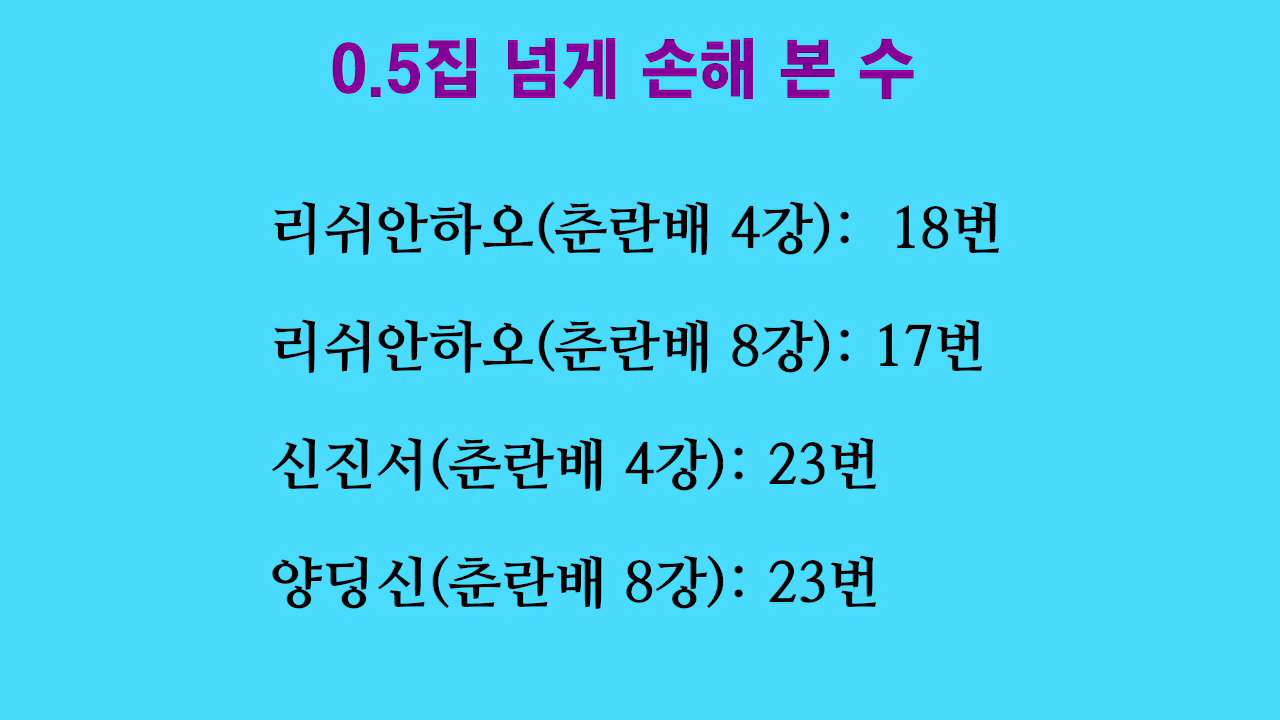 0.5집 넘게 손해 본 수
리쉬안하오(춘란배 4강): 18번
리쉬안하오(춘란배 8강): 17번
신진서(춘란배 4강): 23번
양딩신(춘란배 8강): 23번